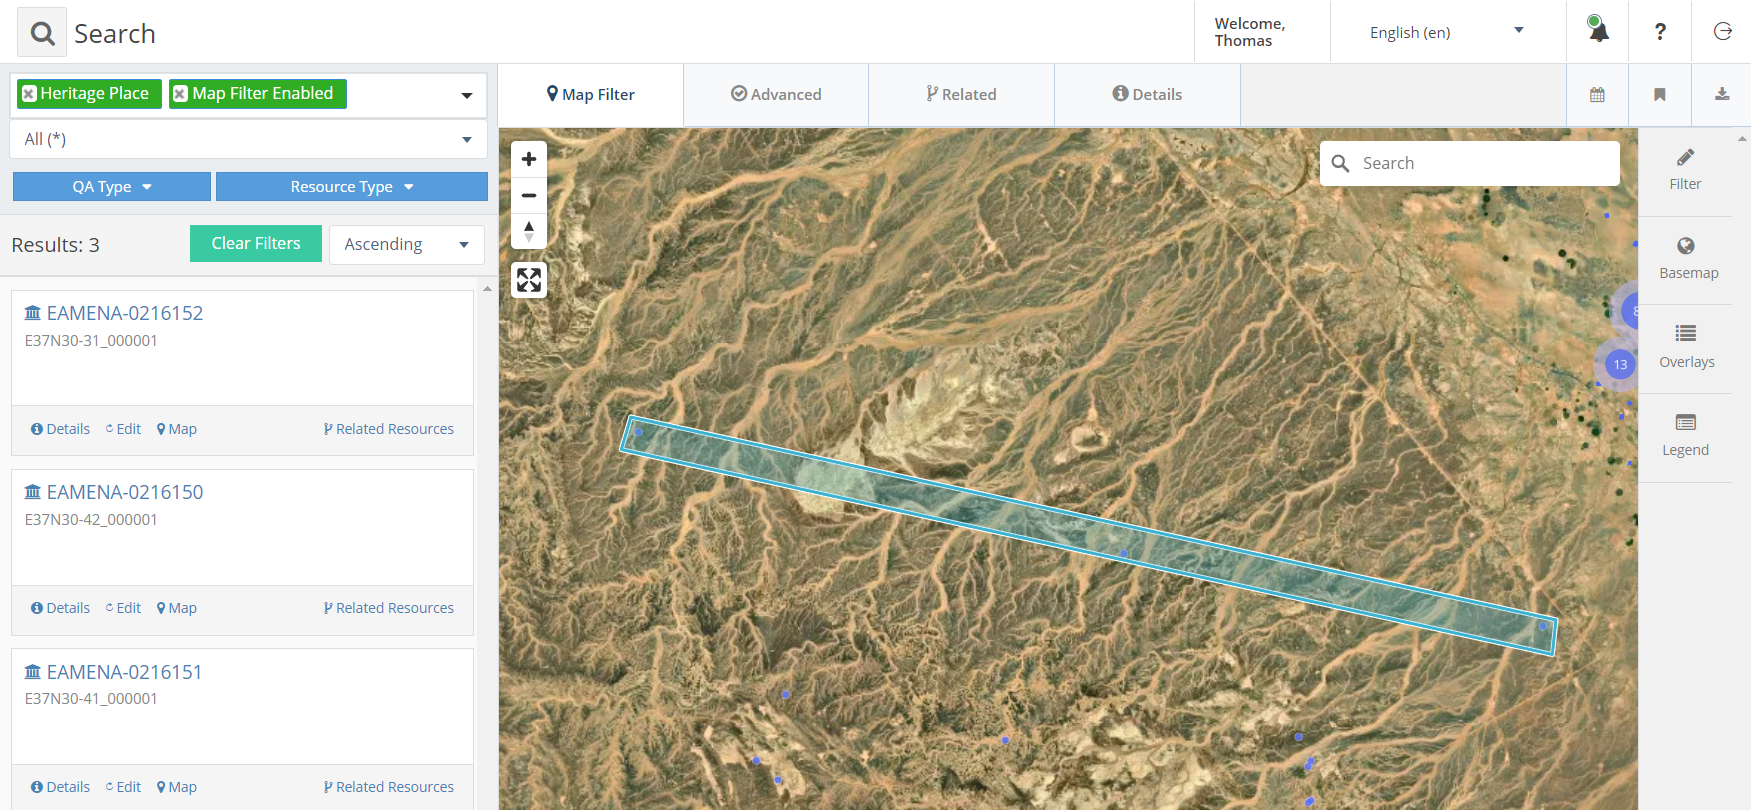 Search
Welcome,
Thomas
English (en)
?
Heritage Place
Map Filter Enabled
All (*)
QA Type
Resource Type
Results: 3
Clear Filters
Ascending
EAMENA-0216152
E37N30-31_000001
Details
Edit
Map
Related Resources
EAMENA-0216150
E37N30-42_000001
Details
Edit
Map
Related Resources
EAMENA-0216151
E37N30-41_000001
Details
Edit
Map
Related Resources
Map Filter
Advanced
Related
Details
Search
13
Filter
Basemap
Overlays
Legend